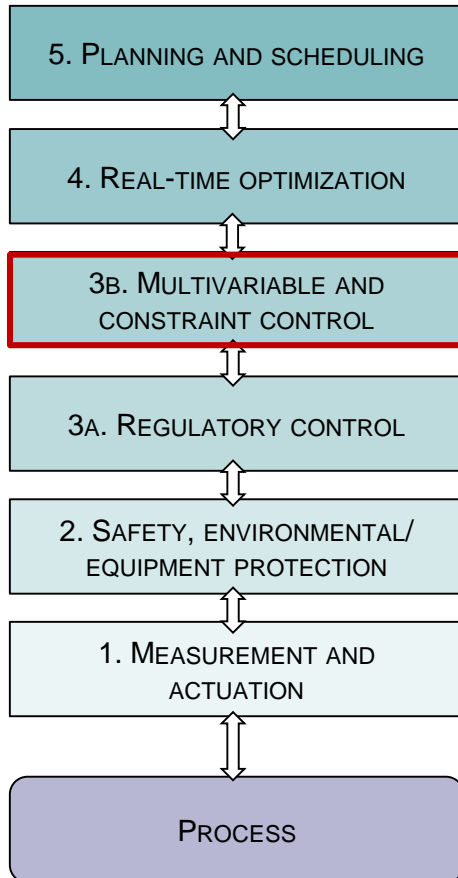 5. PLANNING AND SCHEDULING
4. REAL-TIME OPTIMIZATION
3B. MULTIVARIABLE AND
CONSTRAINT CONTROL
3A. REGULATORY CONTROL
2. SAFETY, ENVIRONMENTAL/
EQUIPMENT PROTECTION
1. MEASUREMENT AND
ACTUATION
PROCESS